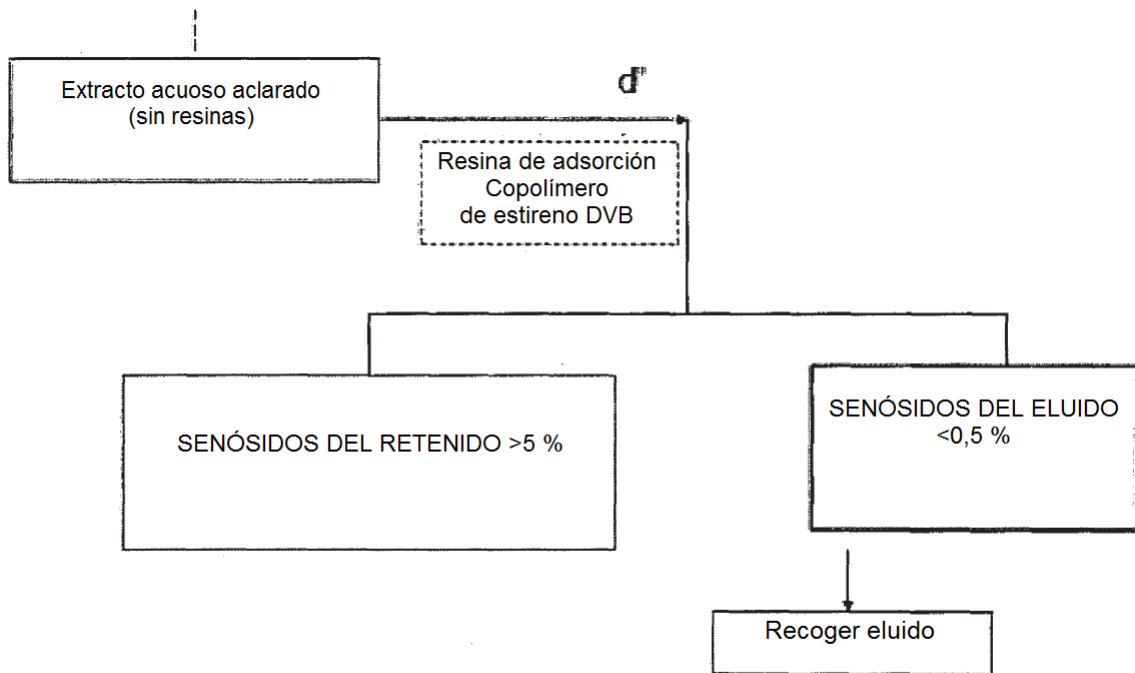 Extracto acuoso aclarado
(sin resinas)
d"
Resina de adsorción
Copolímero
de estireno DVB
SENÓSIDOS DEL RETENIDO >5 %
SENÓSIDOS DEL ELUIDO
<0,5 %
Recoger eluido